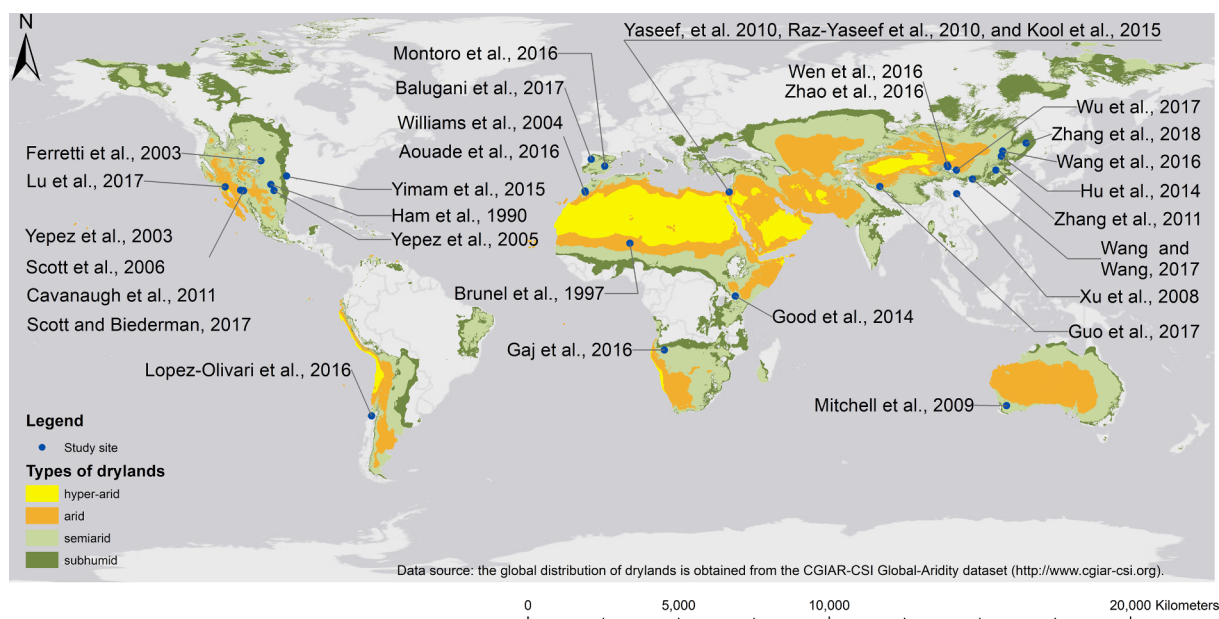 N
Yaseef, et al. 2010, Raz-Yaseef et al., 2010, and Kool et al., 2015
Montoro et al., 2016
Balugani et al., 2017
Williams et al., 2004
Aouade et al., 2016
Wen et al., 2016
Zhao et al., 2016
Wu et al., 2017
Zhang et al., 2018
Wang et al., 2016
Hu et al., 2014
Zhang et al., 2011
Wang and
Wang, 2017
Xu et al., 2008
Guo et al., 2017
Ferretti et al., 2003
Lu et al., 2017
Yimam et al., 2015
Ham et al., 1990
Yepez et al., 2005
Yepez et al., 2003
Scott et al., 2006
Cavanaugh et al., 2011
Scott and Biederman, 2017
Brunel et al., 1997
Good et al., 2014
Gaj et al., 2016
Lopez-Olivari et al., 2016
Mitchell et al., 2009
Legend
Study site
Types of drylands
hyper-arid
arid
semiarid
subhumid
Data source: the global distribution of drylands is obtained from the CGIAR-CSI Global-Aridity dataset (http://www.cgiar-csi.org).
0 5,000 10,000 20,000 Kilometers